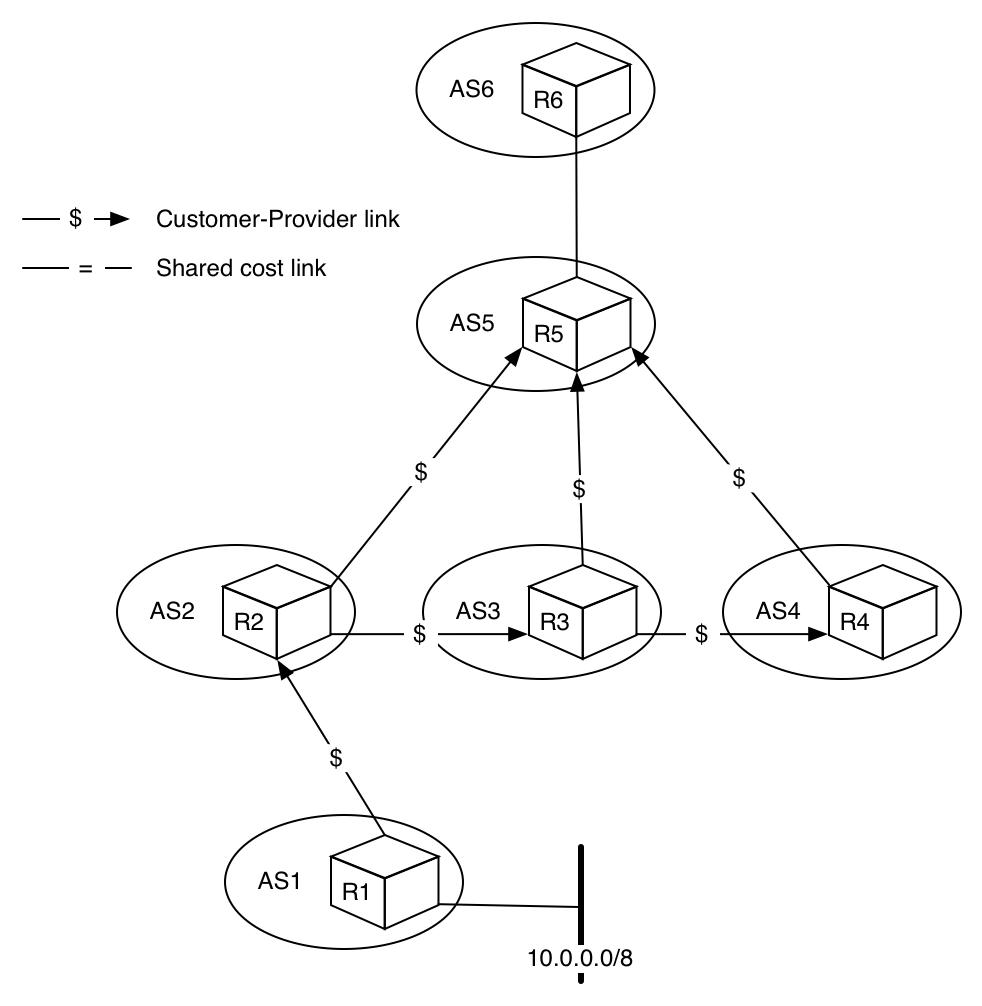 AS6
R6
$ Customer-Provider link
= Shared cost link
AS5
R5
$
$
$
AS2
R2
$
AS3
R3
$
AS4
R4
$
AS1
R1
10.0.0.0/8